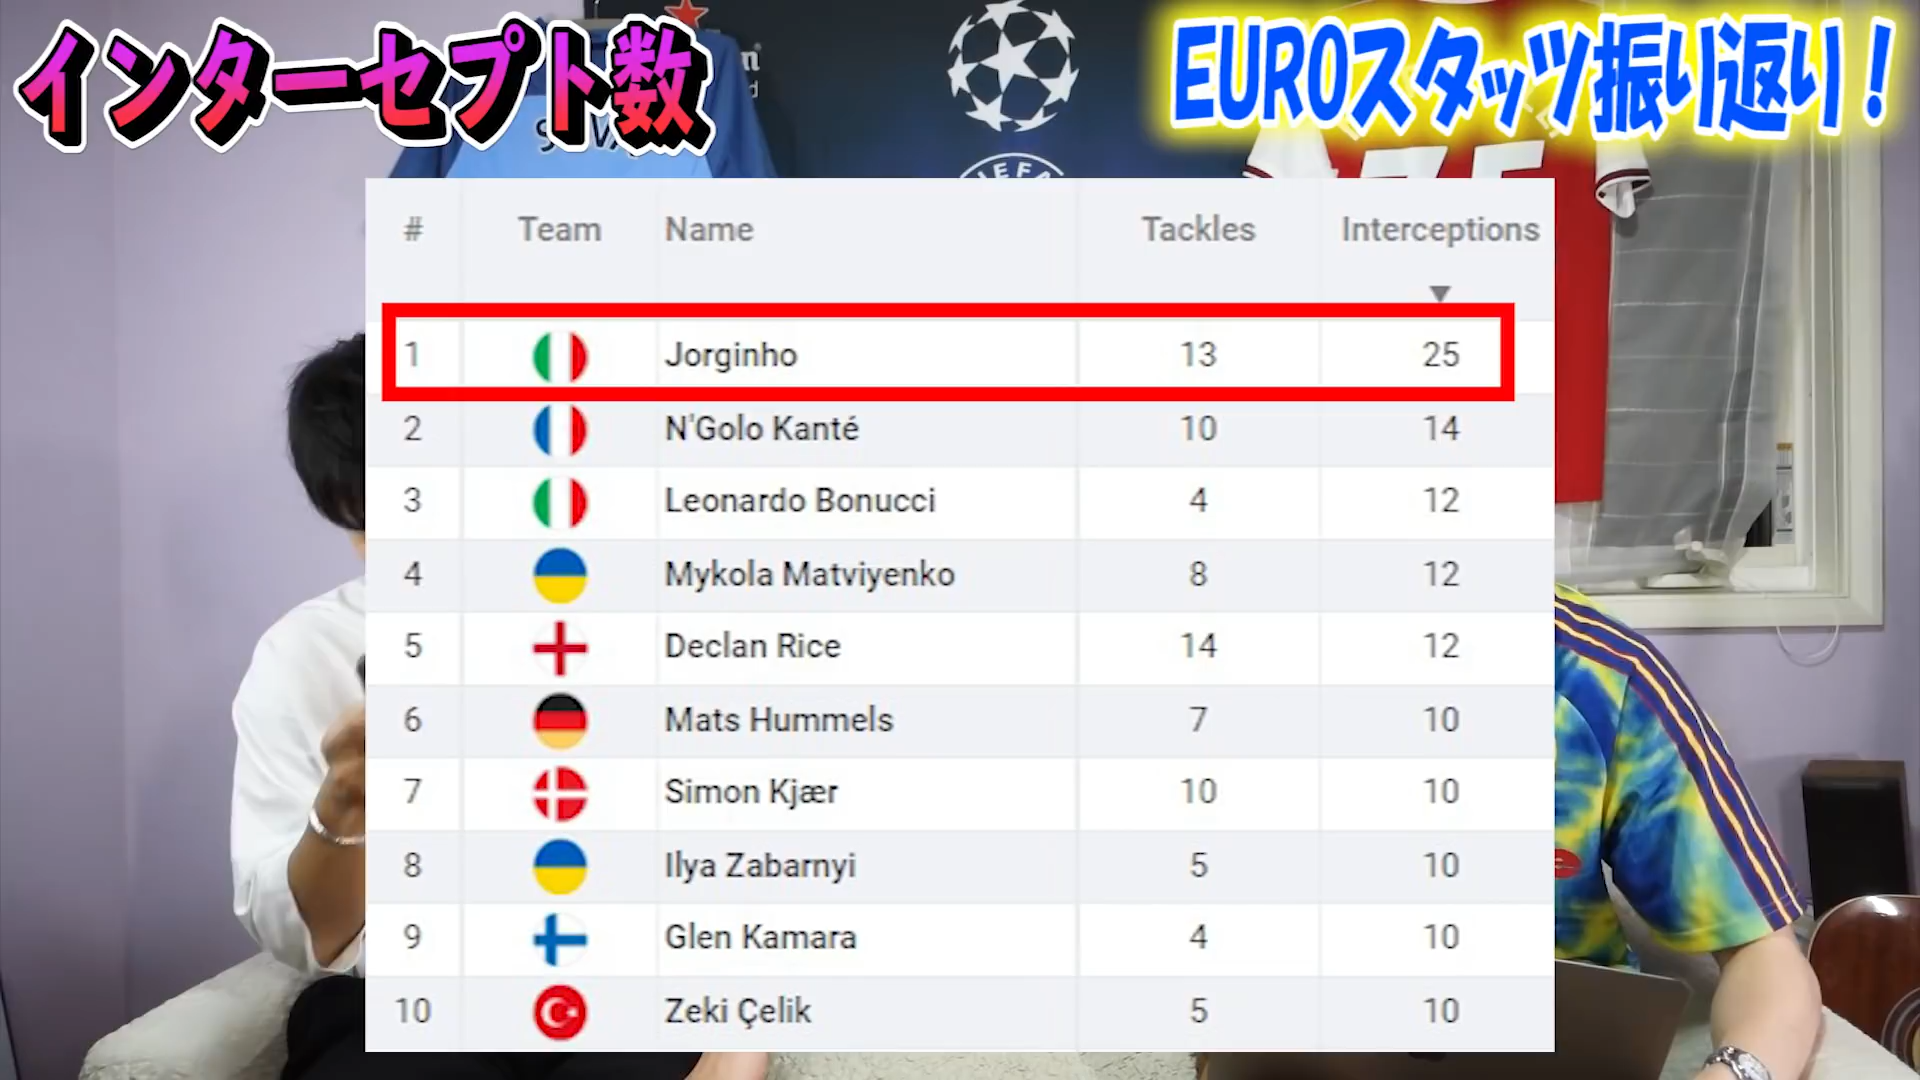 インターセプト数
EUROスタッツ振り返り！
UEFA
# Team Name Tackles Interceptions
▼
1 Jorginho 13 25
2 N'Golo Kanté 10 14
3 Leonardo Bonucci 4 12
4 Mykola Matviyenko 8 12
5 Declan Rice 14 12
6 Mats Hummels 7 10
7 Simon Kjær 10 10
8 Ilya Zabarnyi 5 10
9 Glen Kamara 4 10
10 Zeki Çelik 5 10